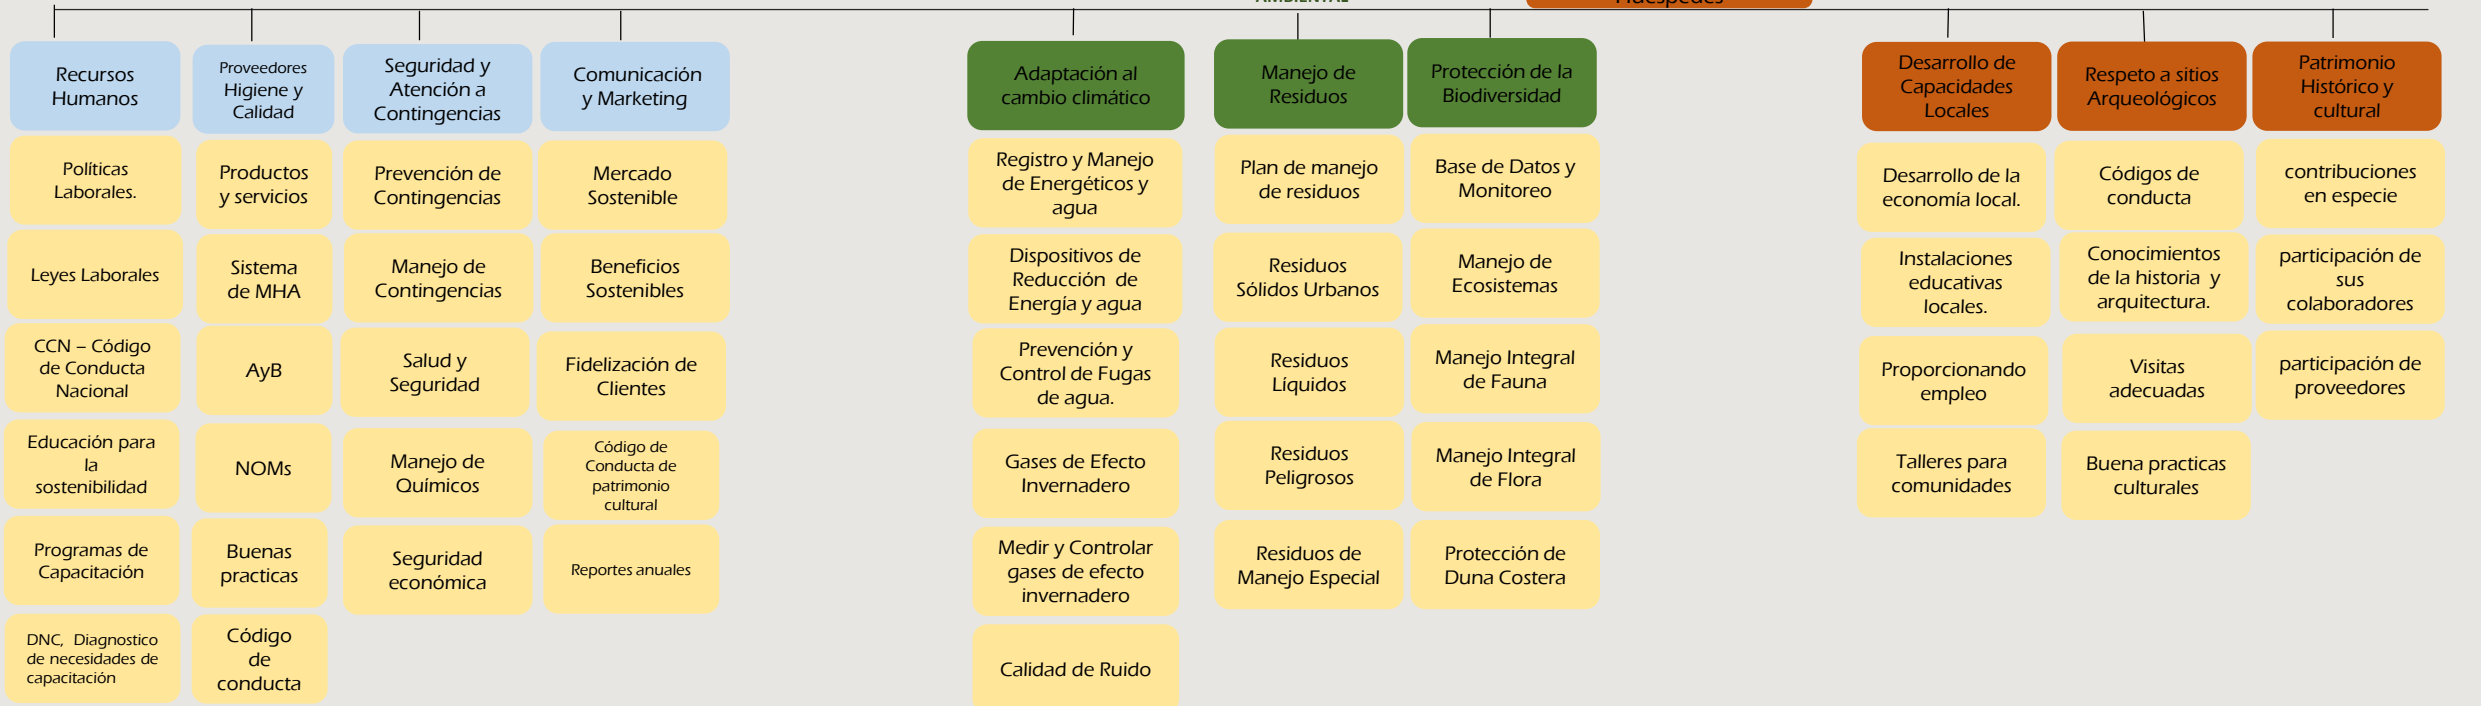 AMBIENTAL
Huéspedes
Recursos
Humanos
Políticas
Laborales.
Leyes Laborales
CCN – Código
de Conducta
Nacional
Educación para
la
sostenibilidad
Programas de
Capacitación
DNC, Diagnostico
de necesidades de
capacitación
Proveedores
Higiene y
Calidad
Productos
y servicios
Sistema
de MHA
AyB
NOMs
Buenas
practicas
Código
de
conducta
Seguridad y
Atención a
Contingencias
Prevención de
Contingencias
Manejo de
Contingencias
Salud y
Seguridad
Manejo de
Químicos
Seguridad
económica
Comunicación
y Marketing
Mercado
Sostenible
Beneficios
Sostenibles
Fidelización de
Clientes
Código de
Conducta de
patrimonio
cultural
Reportes anuales
Adaptación al
cambio climático
Registro y Manejo
de Energéticos y
agua
Dispositivos de
Reducción de
Energía y agua
Prevención y
Control de Fugas
de agua.
Gases de Efecto
Invernadero
Medir y Controlar
gases de efecto
invernadero
Calidad de Ruido
Manejo de
Residuos
Plan de manejo
de residuos
Residuos
Sólidos Urbanos
Residuos
Líquidos
Residuos
Peligrosos
Residuos de
Manejo Especial
Protección de la
Biodiversidad
Base de Datos y
Monitoreo
Manejo de
Ecosistemas
Manejo Integral
de Fauna
Manejo Integral
de Flora
Protección de
Duna Costera
Desarrollo de
Capacidades
Locales
Desarrollo de la
economía local.
Instalaciones
educativas
locales.
Proporcionando
empleo
Talleres para
comunidades
Respeto a sitios
Arqueológicos
Códigos de
conducta
Conocimientos
de la historia y
arquitectura.
Visitas
adecuadas
Buena practicas
culturales
Patrimonio
Histórico y
cultural
contribuciones
en especie
participación de
sus
colaboradores
participación de
proveedores